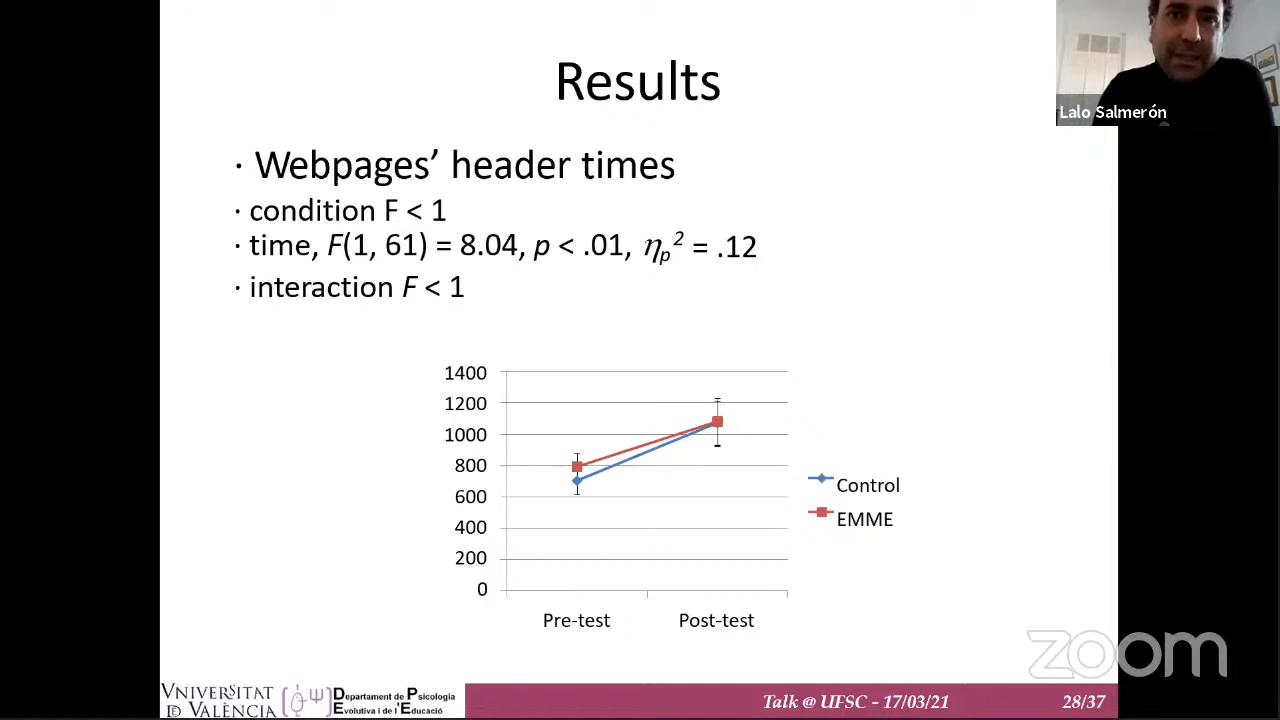 Results
Lalo Salmerón
· Webpages’ header times
· condition F < 1
· time, F(1, 61) = 8.04, p < .01, ηp² = .12
· interaction F < 1
1400
1200
1000
800
600
400
200
0
Pre-test Post-test
Control
EMME
zoom
VNIVERSITAT
D VALÈNCIA
Departament de Psicologia
Evolutiva i de l'Educació
Talk @ UFSC - 17/03/21
28/37